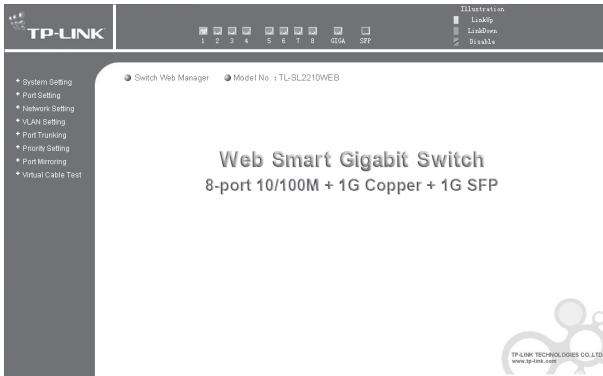 TP-LINK
1 2 3 4 5 6 7 8 GIGA SFP
Illustration
LinkUp
LinkDown
Disable
System Setting
Port Setting
Network Setting
VLAN Setting
Port Trunking
Priority Setting
Port Mirroring
Virtual Cable Test
Switch Web Manager Model No. : TL-SL2210WEB
Web Smart Gigabit Switch
8-port 10/100M + 1G Copper + 1G SFP
TP-LINK TECHNOLOGIES CO.,LTD
www.tp-link.com